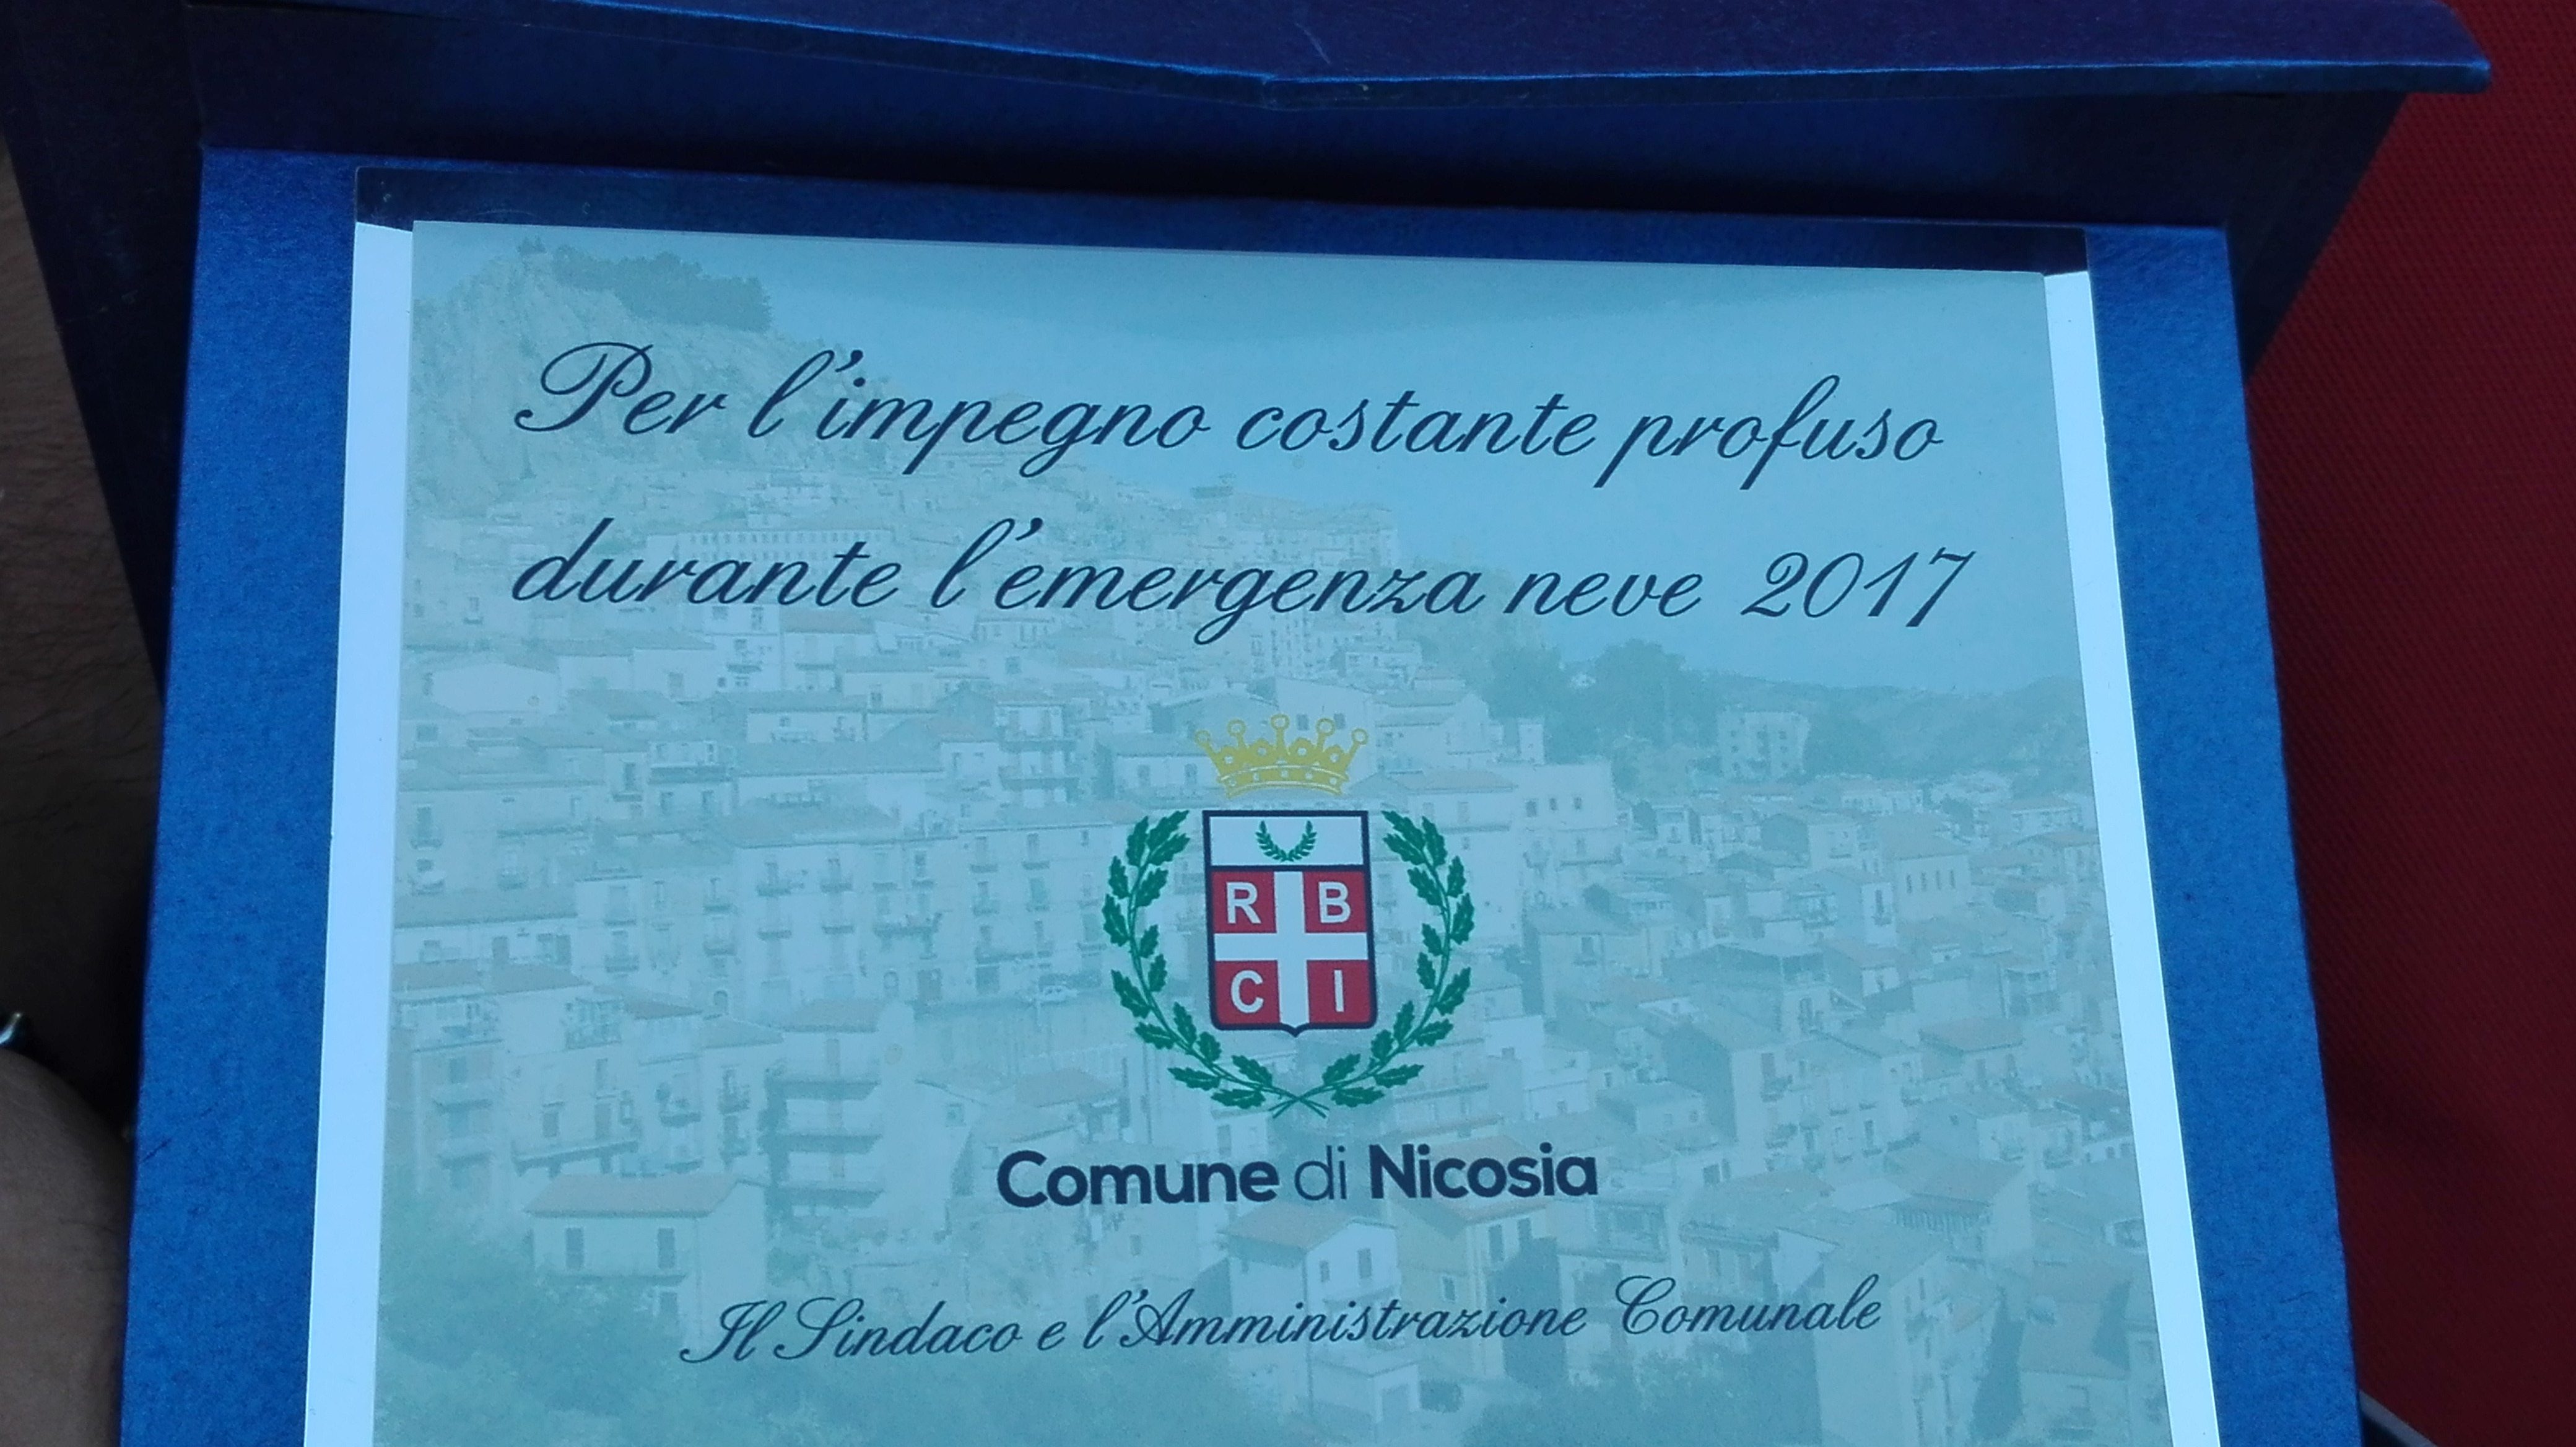 Per l'impegno costante profuso
durante l'emergenza neve 2017
R B
C I
Comune di Nicosia
Il Sindaco e l'Amministrazione Comunale